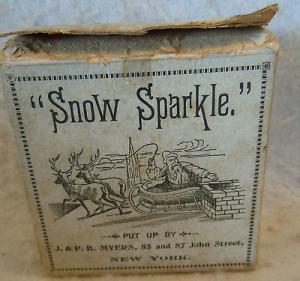 "Snow Sparkle."
PUT UP BY
J. & P. B. MYERS, 85 and 87 John Street,
NEW YORK.